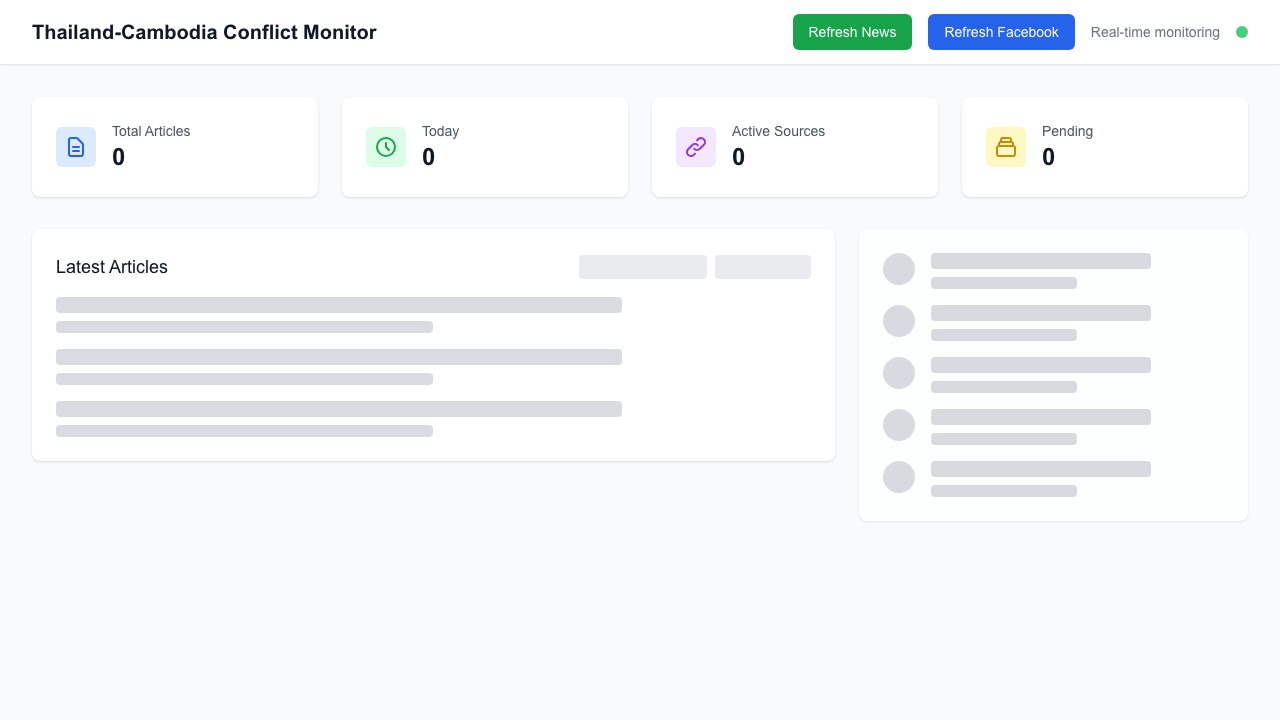 Thailand-Cambodia Conflict Monitor
Refresh News
Refresh Facebook
Real-time monitoring
Total Articles
0
Today
0
Active Sources
0
Pending
0
Latest Articles